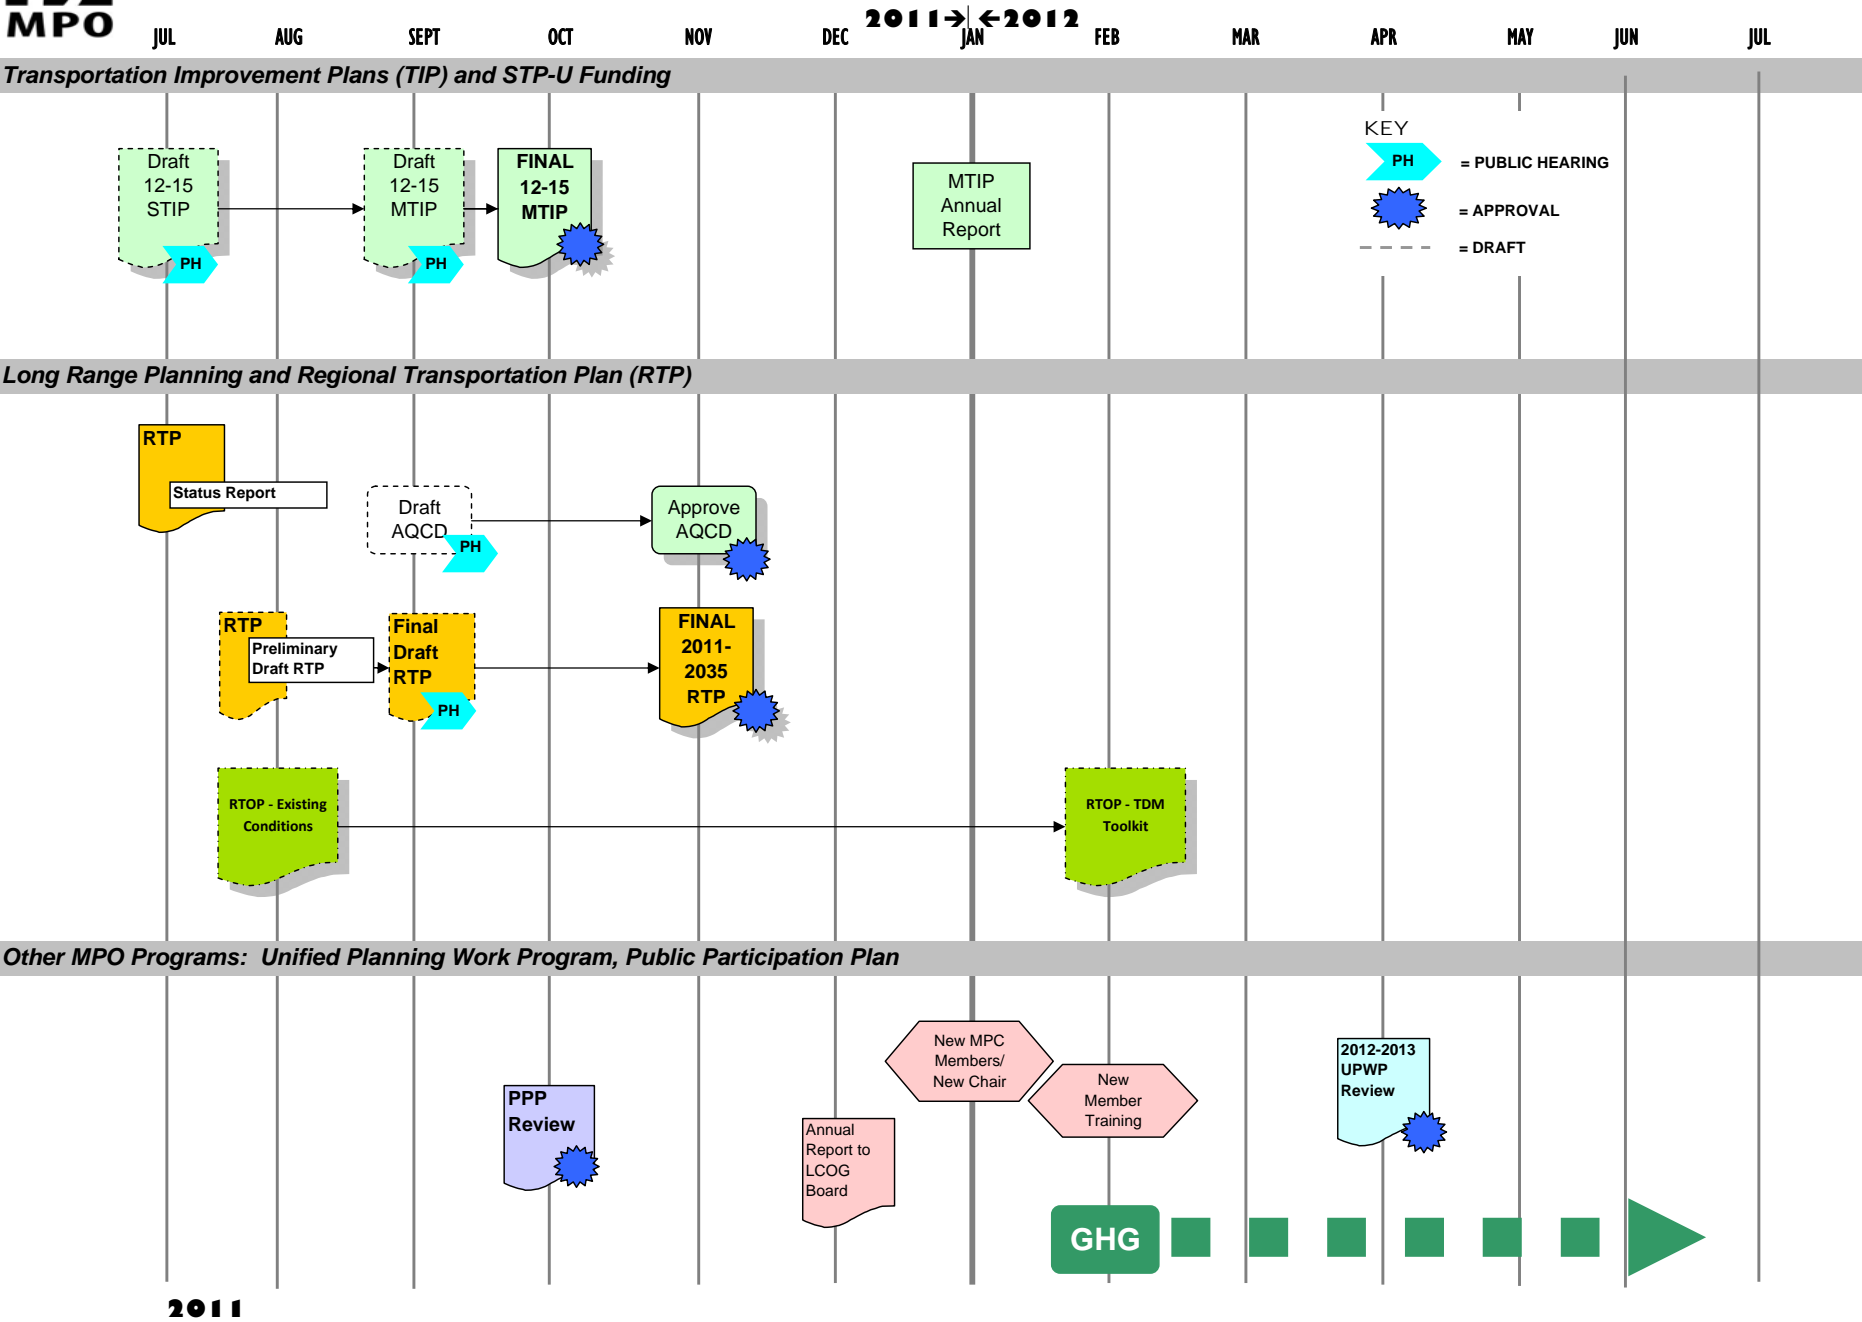 MPO
2011→ ←2012
JUL AUG SEPT OCT NOV DEC JAN FEB MAR APR MAY JUN JUL
Transportation Improvement Plans (TIP) and STP-U Funding
Draft
12-15
STIP
PH
Draft
12-15
MTIP
PH
FINAL
12-15
MTIP
MTIP
Annual
Report
KEY
PH = PUBLIC HEARING
= APPROVAL
= DRAFT
Long Range Planning and Regional Transportation Plan (RTP)
RTP
Status Report
Draft
AQCD
PH
Approve
AQCD
RTP
Preliminary
Draft RTP
Final
Draft
RTP
PH
FINAL
2011-
2035
RTP
RTOP - Existing
Conditions
RTOP - TDM
Toolkit
Other MPO Programs: Unified Planning Work Program, Public Participation Plan
PPP
Review
Annual
Report to
LCOG
Board
New MPC
Members/
New Chair
New
Member
Training
2012-2013
UPWP
Review
GHG
2011